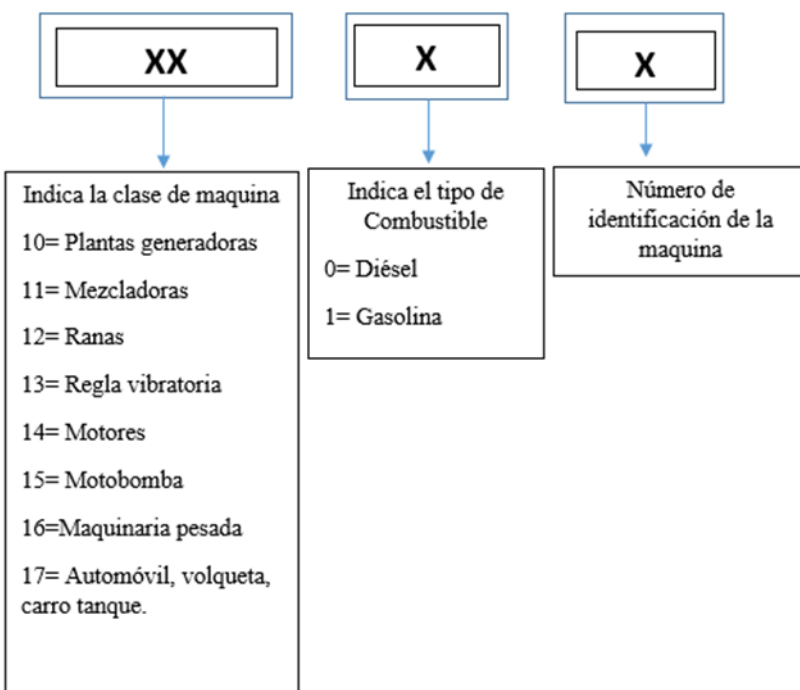 XX
X
X
Indica la clase de maquina
10= Plantas generadoras
11= Mezcladoras
12= Ranas
13= Regla vibratoria
14= Motores
15= Motobomba
16=Maquinaria pesada
17= Automóvil, volqueta,
carro tanque.
Indica el tipo de
Combustible
0= Diésel
1= Gasolina
Número de
identificación de la
maquina